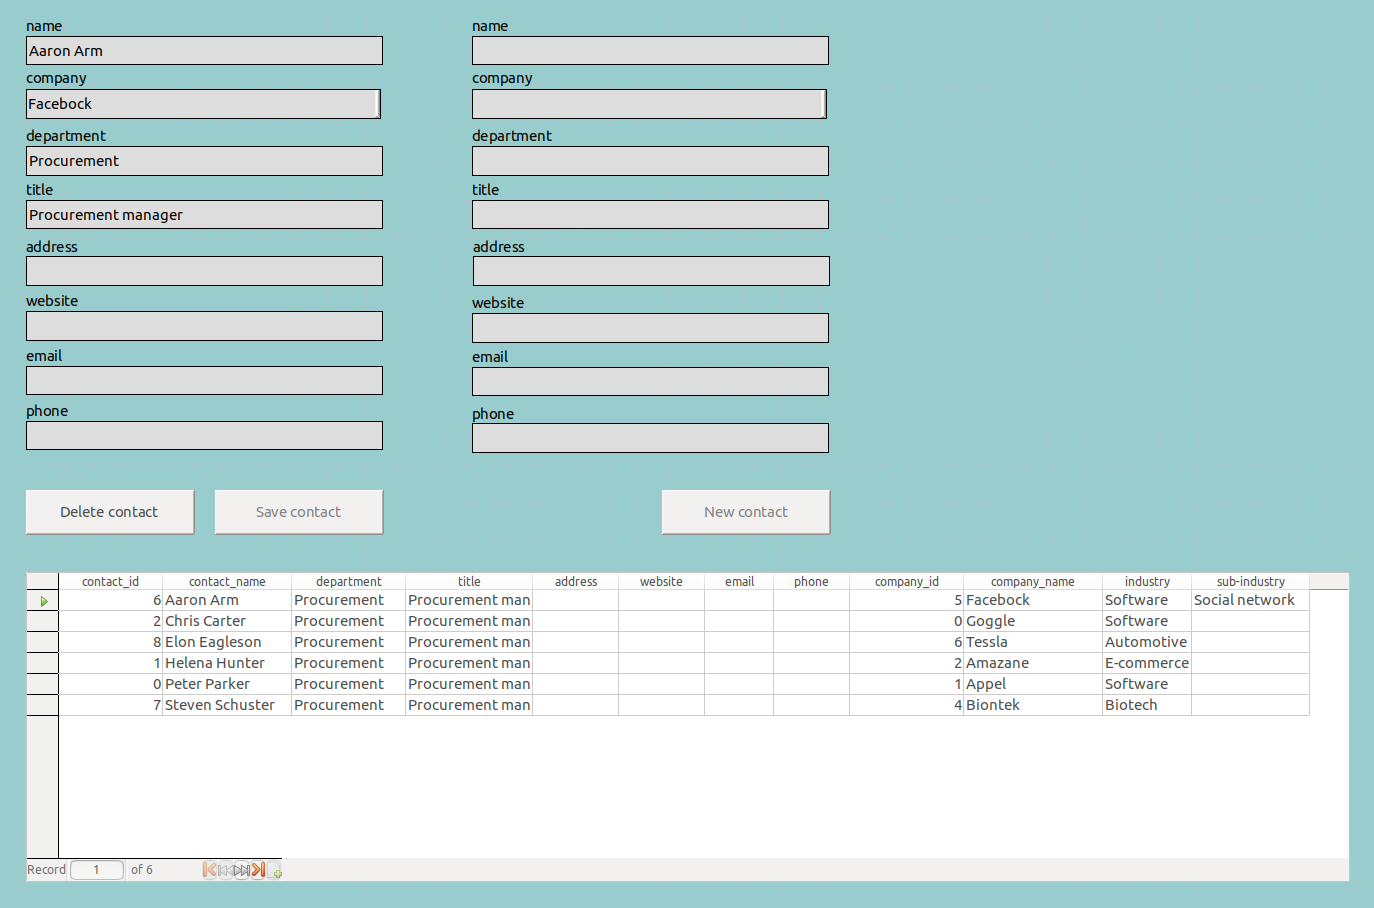 name
Aaron Arm
company
Facebock
department
Procurement
title
Procurement manager
address
website
email
phone
name
company
department
title
address
website
email
phone
Delete contact Save contact New contact
contact_id contact_name department title address website email phone company_id company_name industry sub-industry
6 Aaron Arm Procurement Procurement man 5 Facebock Software Social network
2 Chris Carter Procurement Procurement man 0 Goggle Software
8 Elon Eagleson Procurement Procurement man 6 Tessla Automotive
1 Helena Hunter Procurement Procurement man 2 Amazane E-commerce
0 Peter Parker Procurement Procurement man 1 Appel Software
7 Steven Schuster Procurement Procurement man 4 Biontek Biotech
Record 1 of 6